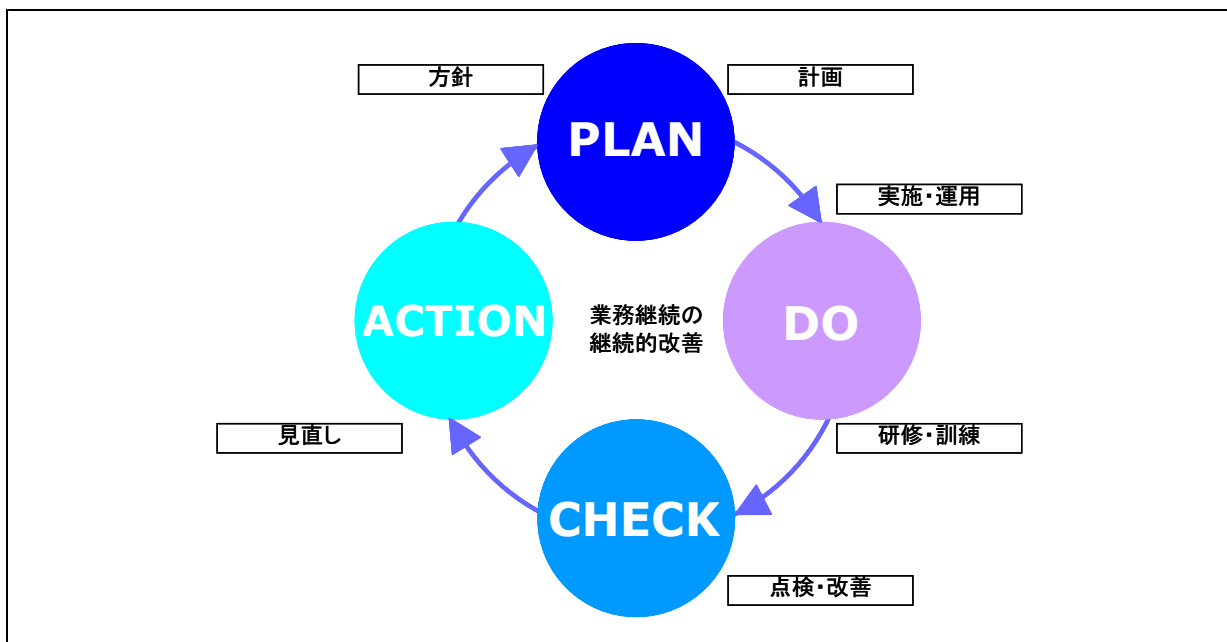 方針
計画
PLAN
実施・運用
ACTION
業務継続の
継続的改善
DO
見直し
研修・訓練
CHECK
点検・改善